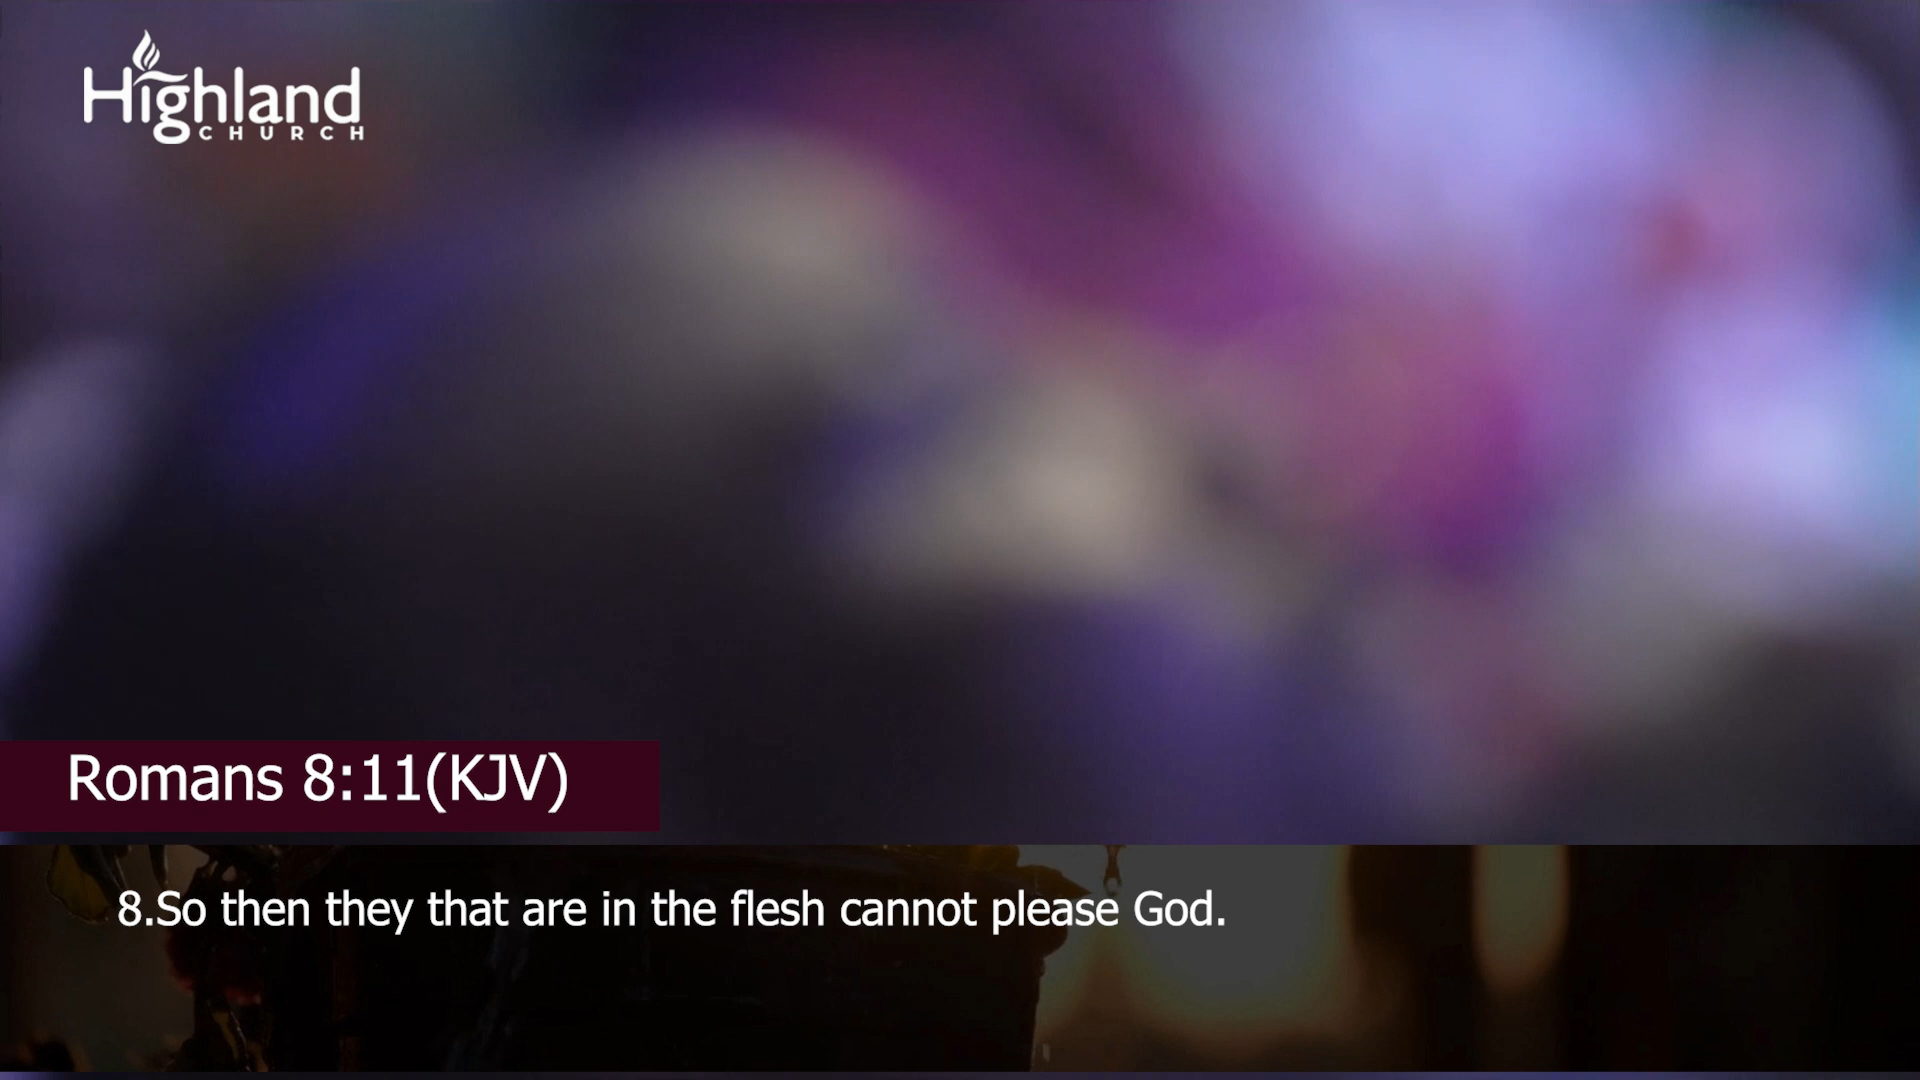 Highland
CHURCH
Romans 8:11(KJV)
8.So then they that are in the flesh cannot please God.